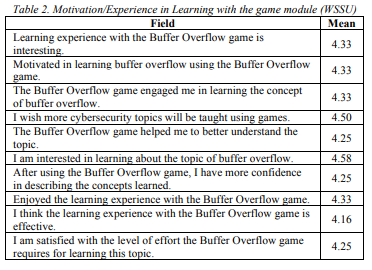 Table 2. Motivation/Experience in Learning with the game module (WSSU)
Field Mean
Learning experience with the Buffer Overflow game is
interesting. 4.33
Motivated in learning buffer overflow using the Buffer Overflow
game. 4.33
The Buffer Overflow game engaged me in learning the concept
of buffer overflow. 4.33
I wish more cybersecurity topics will be taught using games. 4.50
The Buffer Overflow game helped me to better understand the
topic. 4.25
I am interested in learning about the topic of buffer overflow. 4.58
After using the Buffer Overflow game, I have more confidence
in describing the concepts learned. 4.25
Enjoyed the learning experience with the Buffer Overflow game. 4.33
I think the learning experience with the Buffer Overflow game is
effective. 4.16
I am satisfied with the level of effort the Buffer Overflow game
requires for learning this topic. 4.25